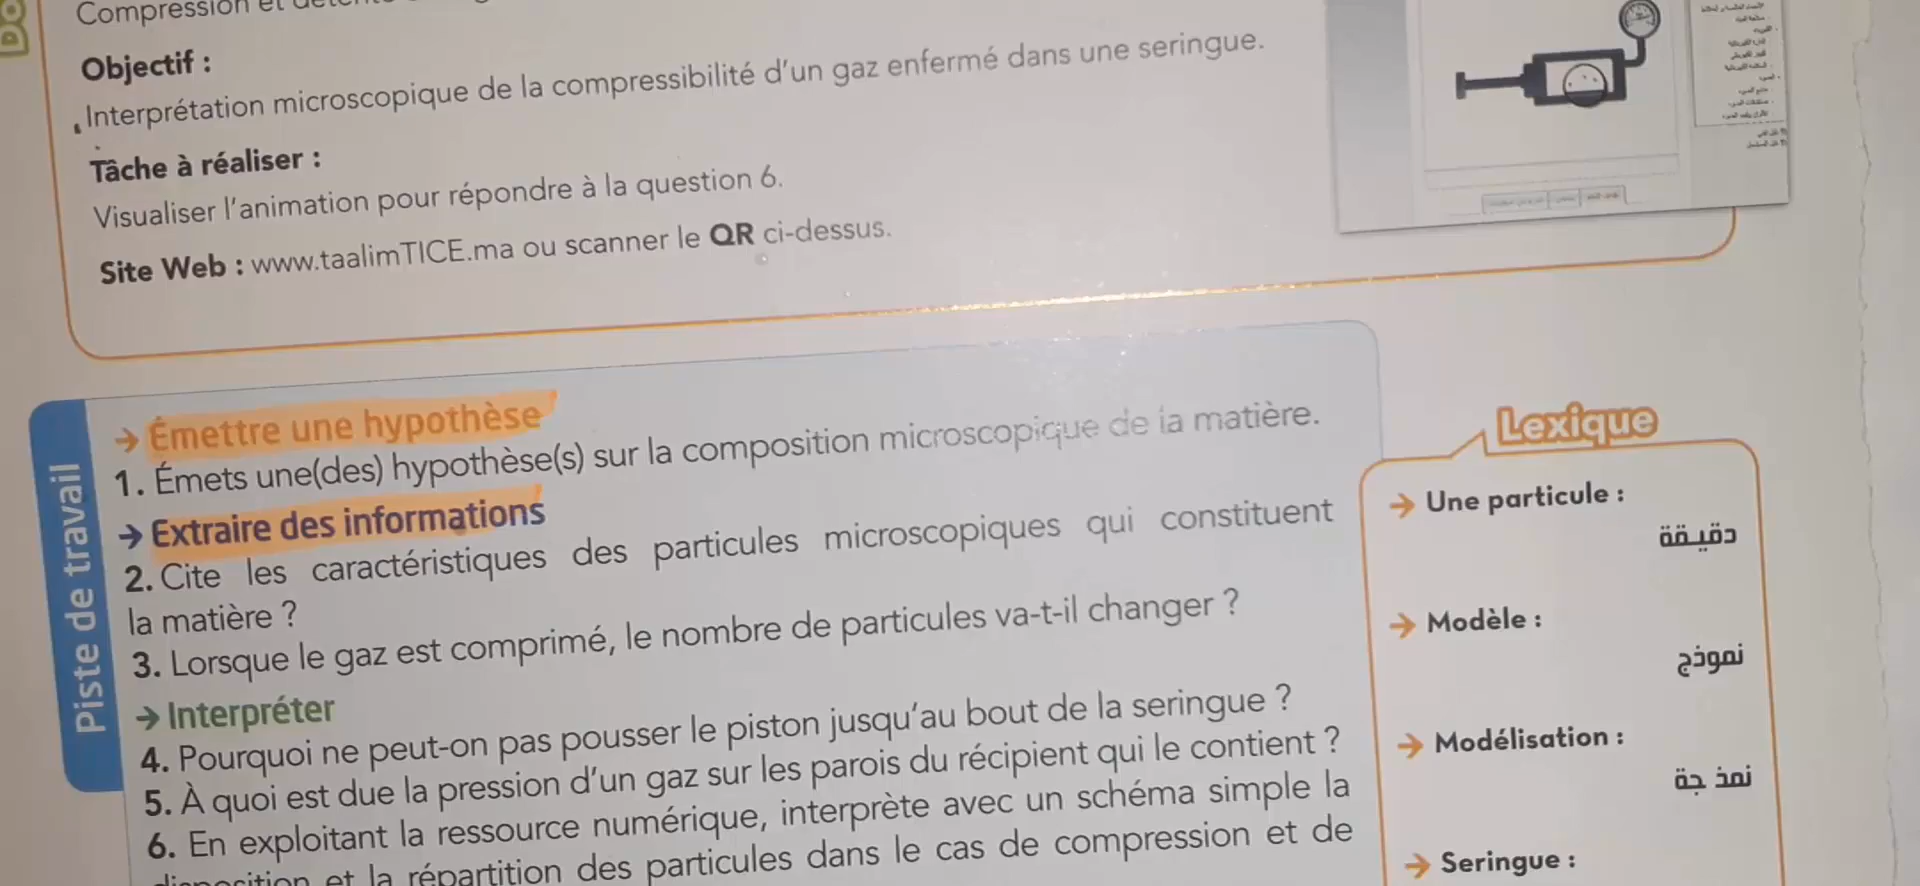 Compression et
Objectif :
Interprétation microscopique de la compressibilité d'un gaz enfermé dans une seringue.
Tâche à réaliser :
Visualiser l'animation pour répondre à la question 6.
Site Web : www.taalimTICE.ma ou scanner le QR ci-dessus.
Piste de travail
→ Émettre une hypothèse
1. Émets une(des) hypothèse(s) sur la composition microscopique de la matière.
→ Extraire des informations
2. Cite les caractéristiques des particules microscopiques qui constituent
la matière ?
3. Lorsque le gaz est comprimé, le nombre de particules va-t-il changer ?
→ Interpréter
4. Pourquoi ne peut-on pas pousser le piston jusqu'au bout de la seringue ?
5. À quoi est due la pression d'un gaz sur les parois du récipient qui le contient ?
6. En exploitant la ressource numérique, interprète avec un schéma simple la
disposition et la répartition des particules dans le cas de compression et de
Lexique
→ Une particule :
دقيـقة
→ Modèle :
نموذج
→ Modélisation :
نمذ جة
→ Seringue :